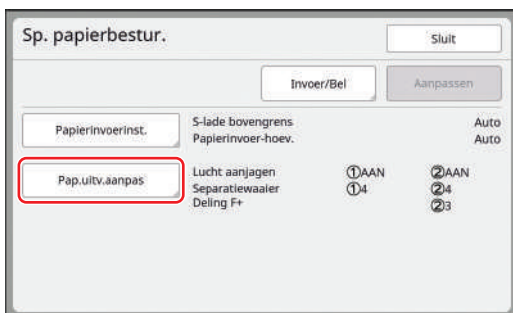 Sp. papierbestur.
Sluit
Invoer/Bel
Aanpassen
Papierinvoerinst.
S-lade bovengrens Auto
Papierinvoer-hoev. Auto
Pap.uitv.aanpas
Lucht aanjagen ①AAN ②AAN
Separatiewaaier ①4 ②4
Deling F+ ②3